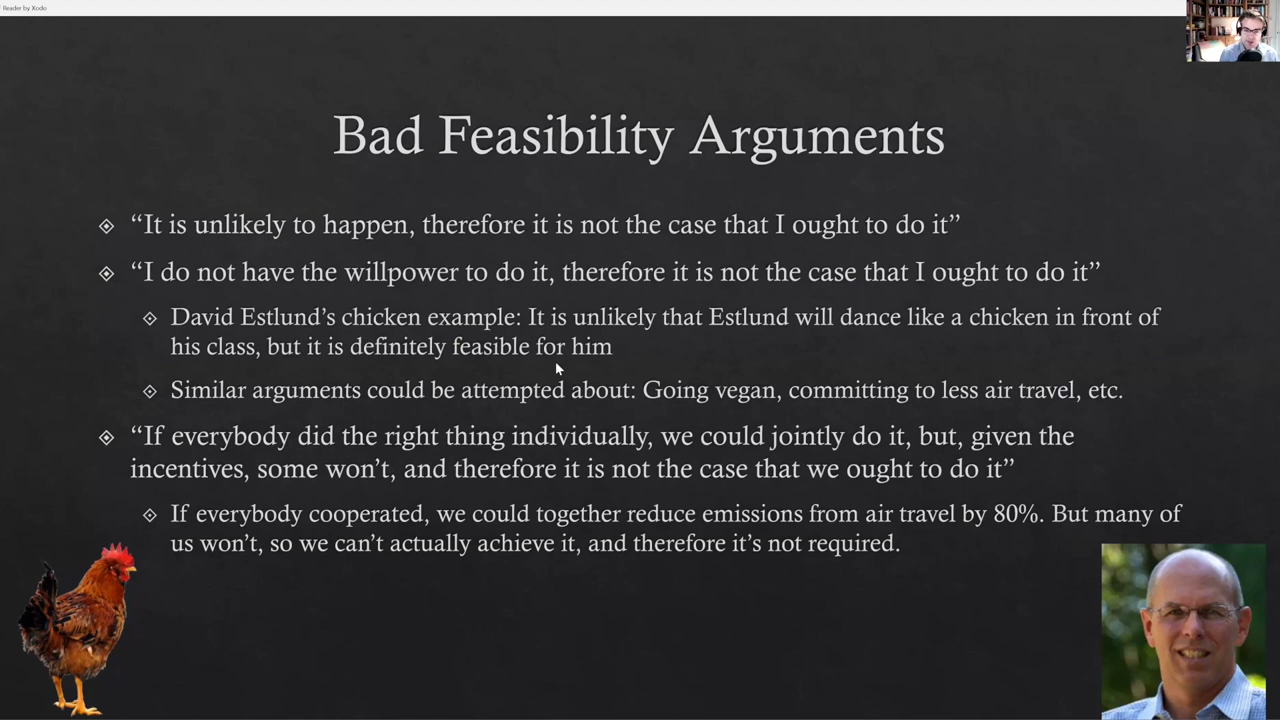 Reader by Xodo
Bad Feasibility Arguments
“It is unlikely to happen, therefore it is not the case that I ought to do it”
“I do not have the willpower to do it, therefore it is not the case that I ought to do it”
David Estlund’s chicken example: It is unlikely that Estlund will dance like a chicken in front of
his class, but it is definitely feasible for him
Similar arguments could be attempted about: Going vegan, committing to less air travel, etc.
“If everybody did the right thing individually, we could jointly do it, but, given the
incentives, some won’t, and therefore it is not the case that we ought to do it”
If everybody cooperated, we could together reduce emissions from air travel by 80%. But many of
us won’t, so we can’t actually achieve it, and therefore it’s not required.